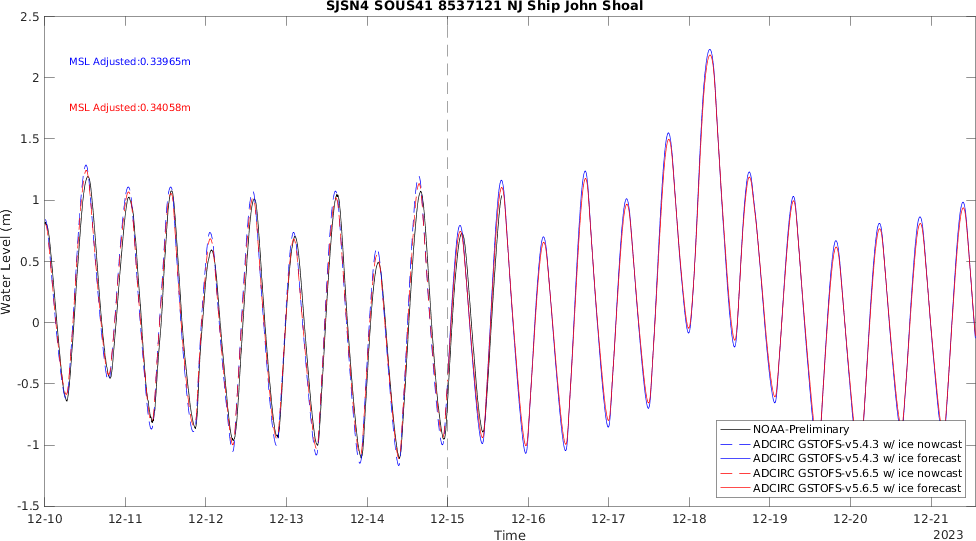 SJSN4 SOUS41 8537121 NJ Ship John Shoal
2.5
2
1.5
1
0.5
0
-0.5
-1
-1.5
Water Level (m)
MSL Adjusted:0.33965m
MSL Adjusted:0.34058m
NOAA-Preliminary
ADCIRC GSTOFS-v5.4.3 w/ ice nowcast
ADCIRC GSTOFS-v5.4.3 w/ ice forecast
ADCIRC GSTOFS-v5.6.5 w/ ice nowcast
ADCIRC GSTOFS-v5.6.5 w/ ice forecast
12-10 12-11 12-12 12-13 12-14 12-15 12-16 12-17 12-18 12-19 12-20 12-21
Time
2023